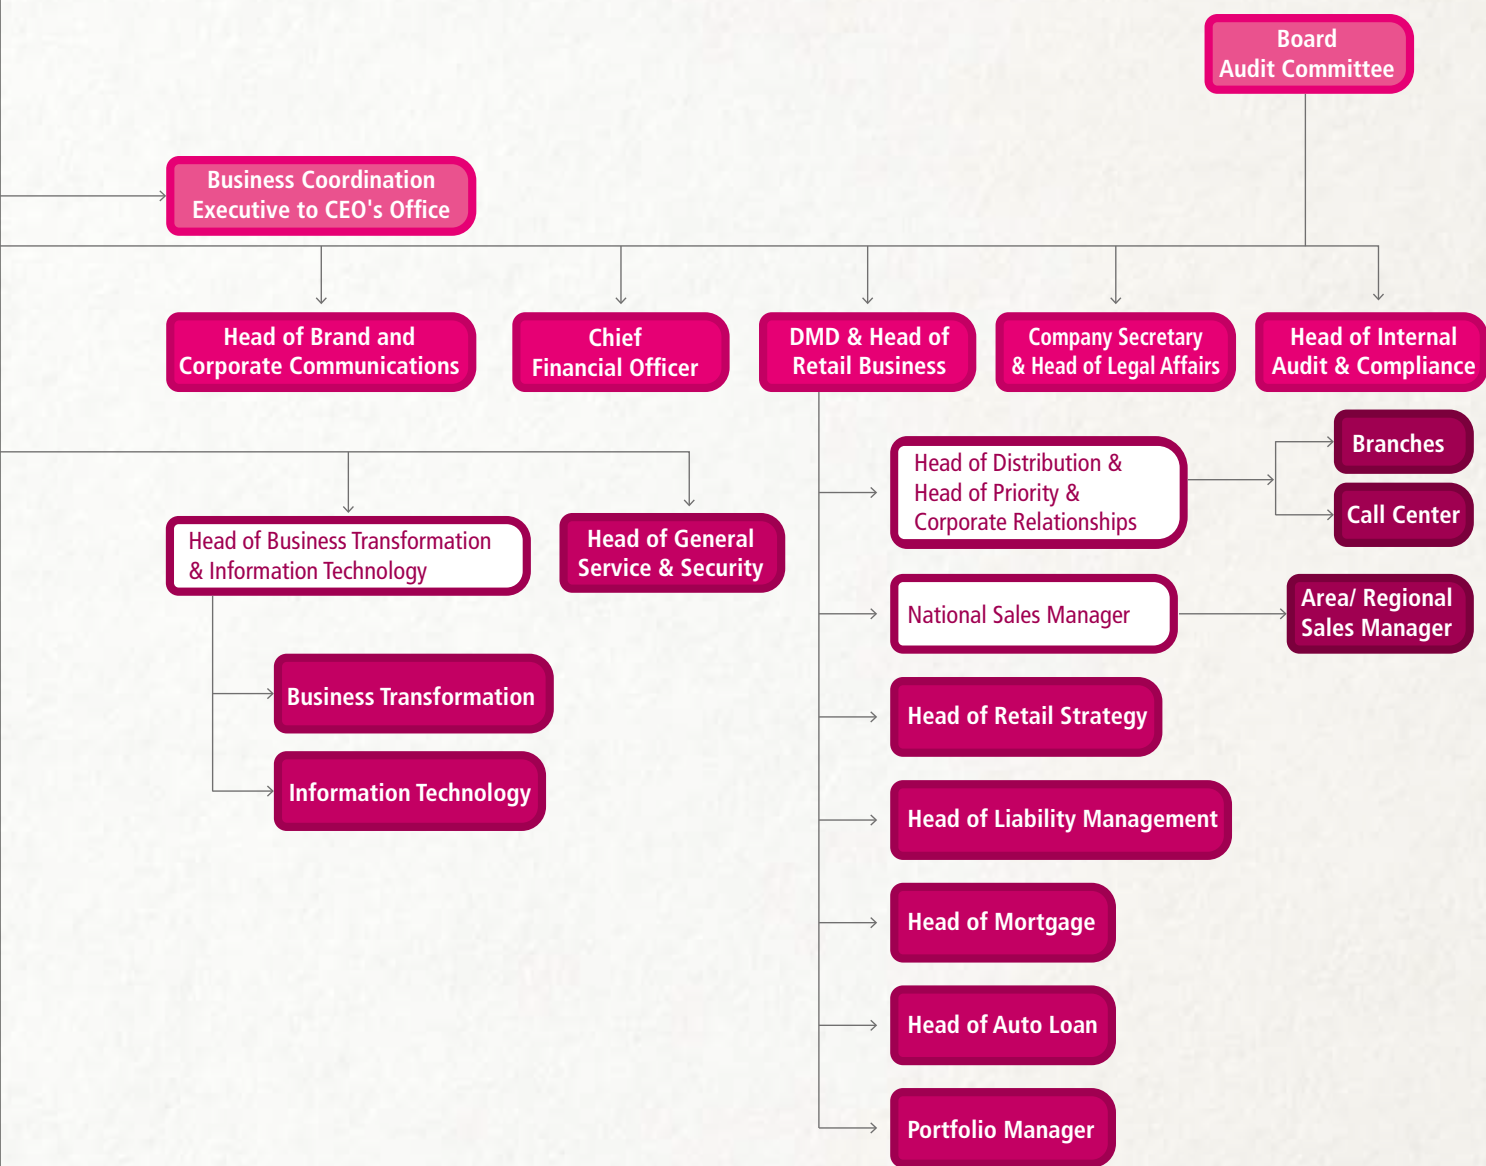 Board
Audit Committee
Business Coordination
Executive to CEO's Office
Head of Brand and
Corporate Communications
Chief
Financial Officer
DMD & Head of
Retail Business
Company Secretary
& Head of Legal Affairs
Head of Internal
Audit & Compliance
Head of Business Transformation
& Information Technology
Business Transformation
Information Technology
Head of General
Service & Security
Head of Distribution &
Head of Priority &
Corporate Relationships
Branches
Call Center
National Sales Manager
Area/ Regional
Sales Manager
Head of Retail Strategy
Head of Liability Management
Head of Mortgage
Head of Auto Loan
Portfolio Manager